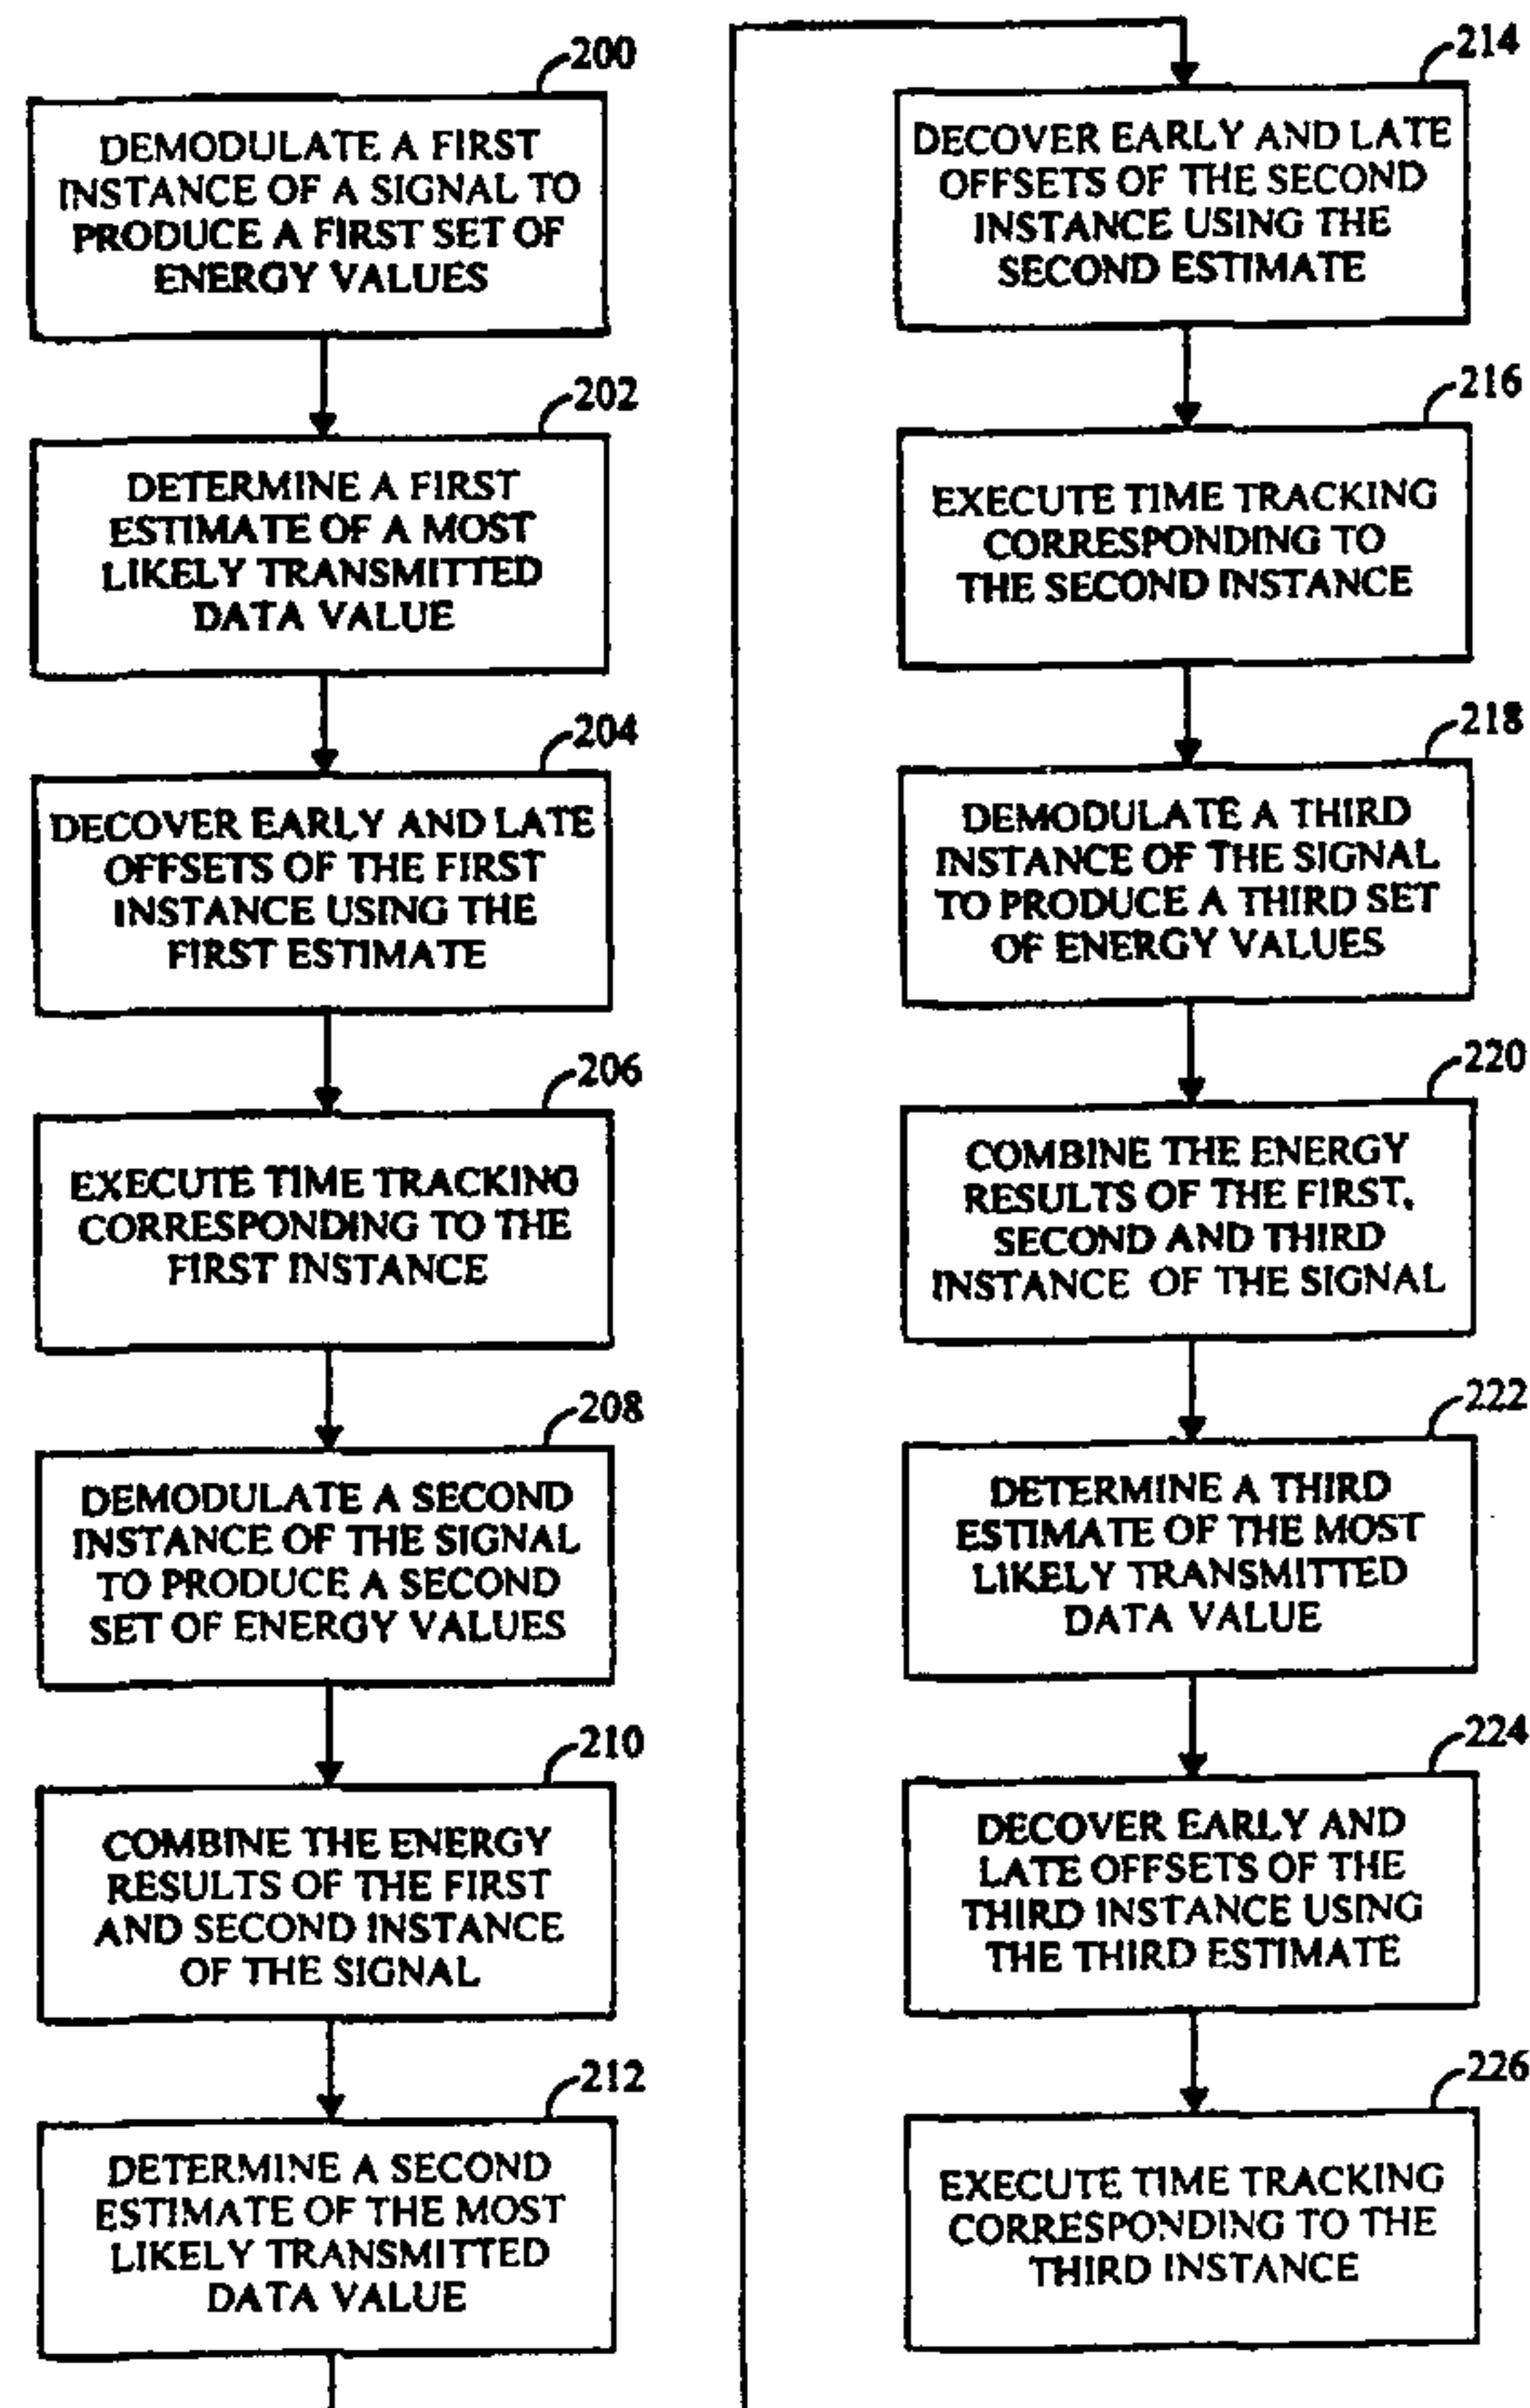 200
DEMODULATE A FIRST
INSTANCE OF A SIGNAL TO
PRODUCE A FIRST SET OF
ENERGY VALUES
202
DETERMINE A FIRST
ESTIMATE OF A MOST
LIKELY TRANSMITTED
DATA VALUE
204
DECOVER EARLY AND LATE
OFFSETS OF THE FIRST
INSTANCE USING THE
FIRST ESTIMATE
206
EXECUTE TIME TRACKING
CORRESPONDING TO THE
FIRST INSTANCE
208
DEMODULATE A SECOND
INSTANCE OF THE SIGNAL
TO PRODUCE A SECOND
SET OF ENERGY VALUES
210
COMBINE THE ENERGY
RESULTS OF THE FIRST
AND SECOND INSTANCE
OF THE SIGNAL
212
DETERMINE A SECOND
ESTIMATE OF THE MOST
LIKELY TRANSMITTED
DATA VALUE
214
DECOVER EARLY AND LATE
OFFSETS OF THE SECOND
INSTANCE USING THE
SECOND ESTIMATE
216
EXECUTE TIME TRACKING
CORRESPONDING TO
THE SECOND INSTANCE
218
DEMODULATE A THIRD
INSTANCE OF THE SIGNAL
TO PRODUCE A THIRD SET
OF ENERGY VALUES
220
COMBINE THE ENERGY
RESULTS OF THE FIRST,
SECOND AND THIRD
INSTANCE OF THE SIGNAL
222
DETERMINE A THIRD
ESTIMATE OF THE MOST
LIKELY TRANSMITTED
DATA VALUE
224
DECOVER EARLY AND
LATE OFFSETS OF THE
THIRD INSTANCE USING
THE THIRD ESTIMATE
226
EXECUTE TIME TRACKING
CORRESPONDING TO THE
THIRD INSTANCE